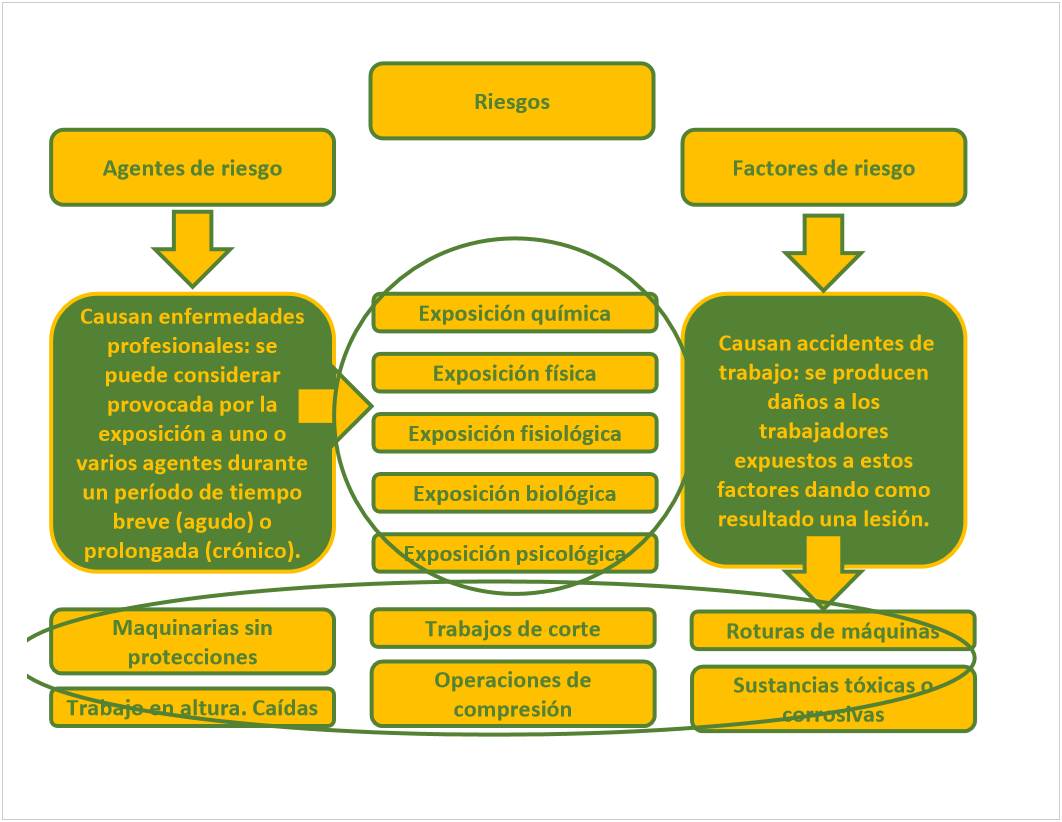 Riesgos
Agentes de riesgo
Factores de riesgo
Causan enfermedades
profesionales: se
puede considerar
provocada por la
exposición a uno o
varios agentes durante
un período de tiempo
breve (agudo) o
prolongada (crónico).
Exposición química
Exposición física
Exposición fisiológica
Exposición biológica
Exposición psicológica
Causan accidentes de
trabajo: se producen
daños a los
trabajadores
expuestos a estos
factores dando como
resultado una lesión.
Maquinarias sin
protecciones
Trabajos de corte
Roturas de máquinas
Trabajo en altura. Caídas
Operaciones de
compresión
Sustancias tóxicas o
corrosivas